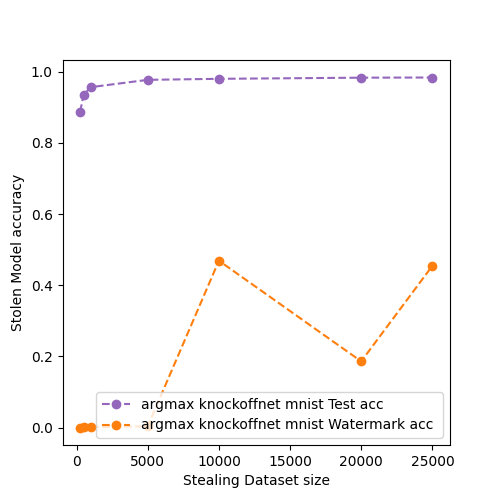 1.0
0.8
0.6
0.4
0.2
0.0
Stolen Model accuracy
argmax knockoffnet mnist Test acc
argmax knockoffnet mnist Watermark acc
0 5000 10000 15000 20000 25000
Stealing Dataset size